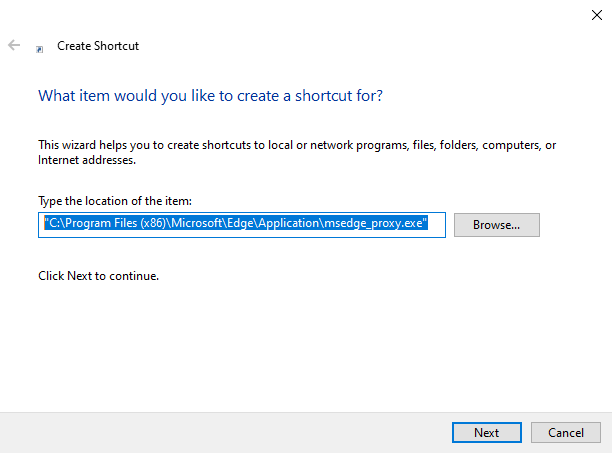 Create Shortcut
What item would you like to create a shortcut for?
This wizard helps you to create shortcuts to local or network programs, files, folders, computers, or
Internet addresses.
Type the location of the item:
"C:\Program Files (x86)\Microsoft\Edge\Application\msedge_proxy.exe"
Browse...
Click Next to continue.
Next
Cancel